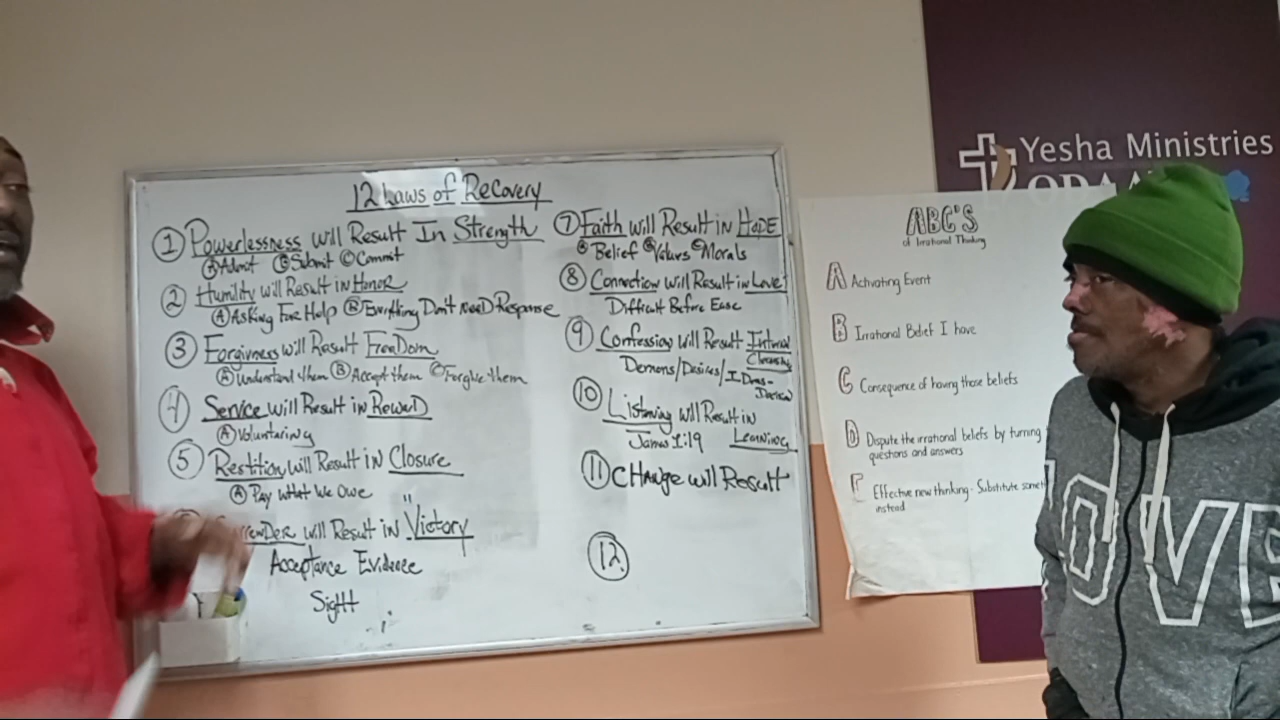 12 Laws of Recovery
① Powerlessness will Result In Strength
Ⓐ Admit Ⓑ Submit Ⓒ Commit
② Humility will Result in Honor
Ⓐ Asking For Help Ⓑ Everything Don't Need Response
③ Forgivness will Result Freedom
Ⓐ Understand them Ⓑ Accept them Ⓒ Forgive them
④ Service will Result in Reward
Ⓐ Voluntaring
⑤ Restition will Result in Closure
Ⓐ Pay What We Owe
will Result in "Victory"
Acceptance Evidence
Sight
⑦ Faith will Result in Hope
Ⓐ Belief Ⓑ Values Ⓒ Morals
⑧ Connection will Result in Love
Difficult Before Ease
⑨ Confession will Result Internal
Cleansing
Demons/Desires/
⑩ Listening will Result in
James 1:19 Learning
⑪ CHange will Result
⑫
Yesha Ministries
ABC'S
of Irrational Thinking
A Activating Event
B Irrational Belief I have
C Consequence of having those beliefs
D Dispute the irrational beliefs by turning
questions and answers
E Effective new thinking - Substitute
instead
OVE